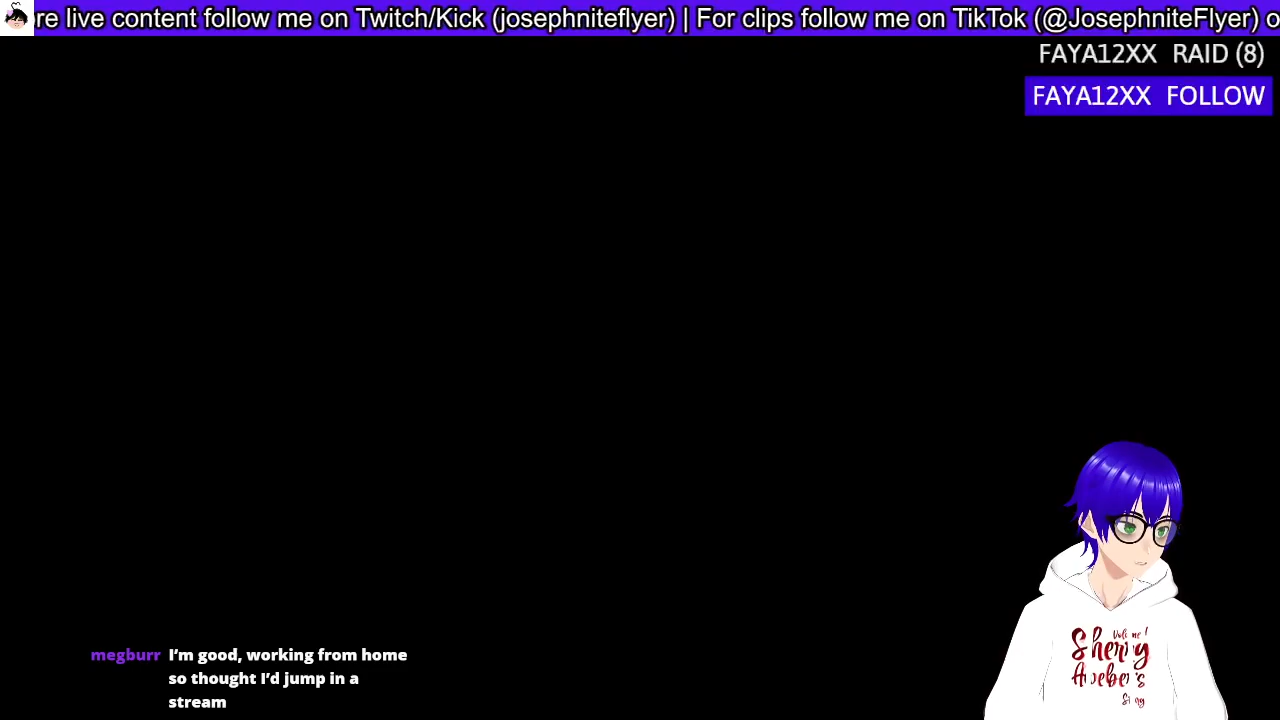 re live content follow me on Twitch/Kick (josephniteflyer) | For clips follow me on TikTok (@JosephniteFlyer) o
FAYA12XX RAID (8)
FAYA12XX FOLLOW
megburr I’m good, working from home
so thought I’d jump in a
stream
Sherry